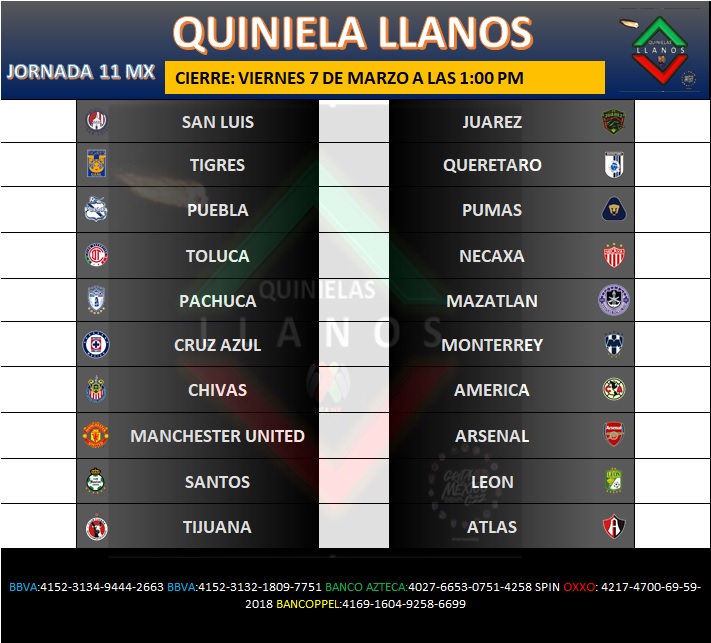 QUINIELA LLANOS
JORNADA 11 MX
CIERRE: VIERNES 7 DE MARZO A LAS 1:00 PM
QUINIELAS
LLANOS
SAN LUIS JUAREZ
TIGRES QUERETARO
PUEBLA PUMAS
TOLUCA NECAXA
PACHUCA MAZATLAN
CRUZ AZUL MONTERREY
CHIVAS AMERICA
MANCHESTER UNITED ARSENAL
SANTOS LEON
TIJUANA ATLAS
QUINIELAS
LLANOS
BBVA:4152-3134-9444-2663 BBVA:4152-3132-1809-7751 BANCO AZTECA:4027-6653-0751-4258 SPIN OXXO: 4217-4700-69-59-
2018 BANCOPPEL:4169-1604-9258-6699